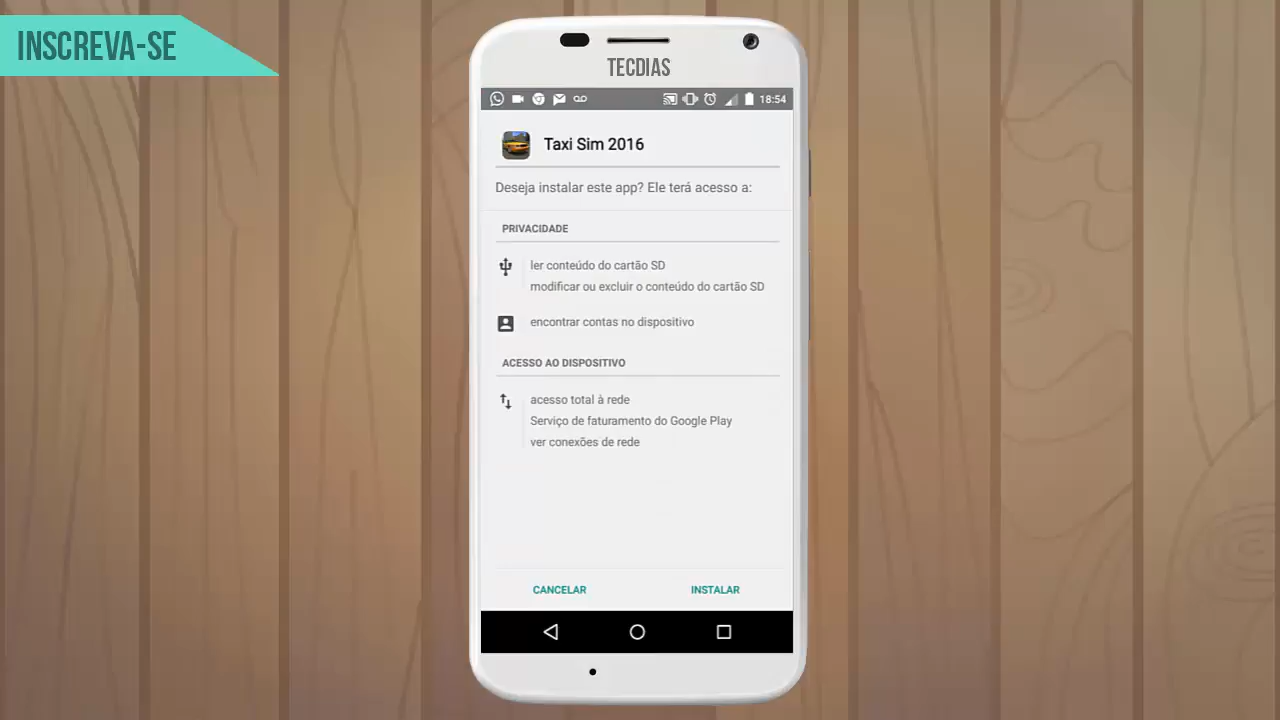 INSCREVA-SE
TECDIAS
18:54
Taxi Sim 2016
Deseja instalar este app? Ele terá acesso a:
PRIVACIDADE
ler conteúdo do cartão SD
modificar ou excluir o conteúdo do cartão SD
encontrar contas no dispositivo
ACESSO AO DISPOSITIVO
acesso total à rede
Serviço de faturamento do Google Play
ver conexões de rede
CANCELAR
INSTALAR